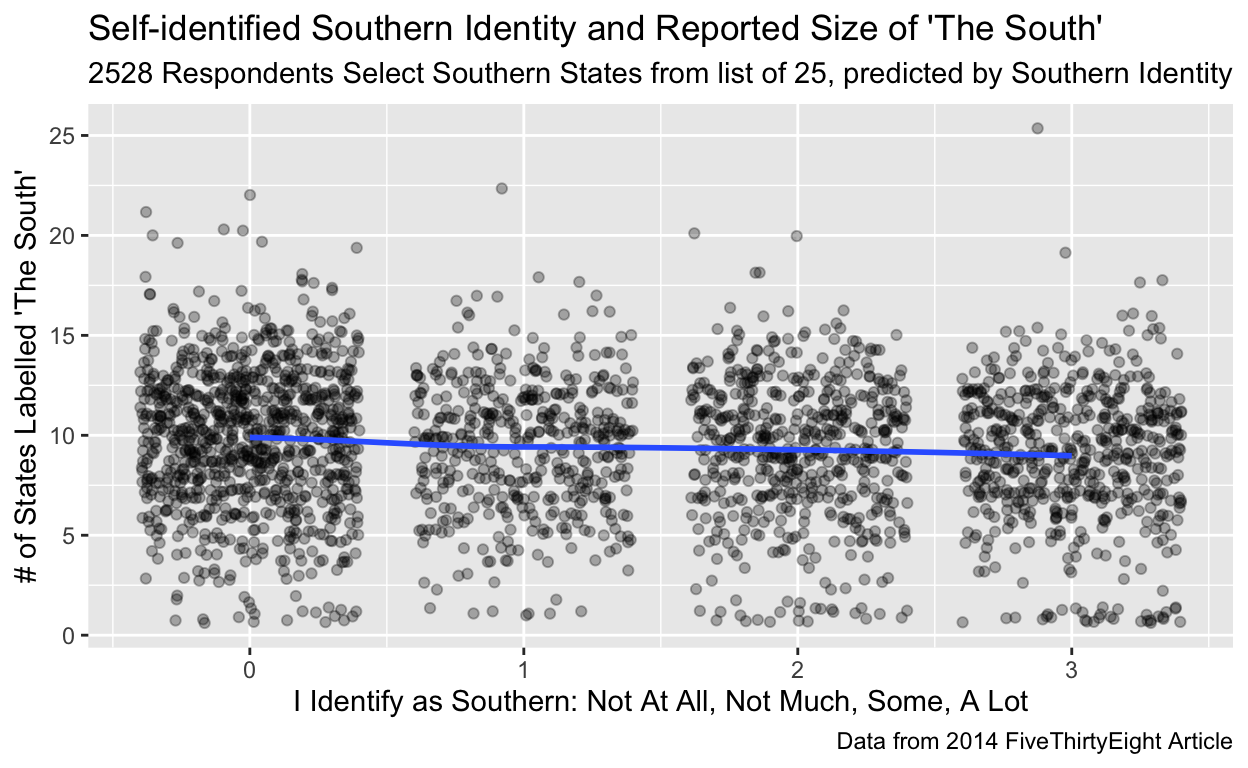 Self-identified Southern Identity and Reported Size of 'The South'
2528 Respondents Select Southern States from list of 25, predicted by Southern Identity
# of States Labelled 'The South'
25
20
15
10
5
0
0 1 2 3
I Identify as Southern: Not At All, Not Much, Some, A Lot
Data from 2014 FiveThirtyEight Article